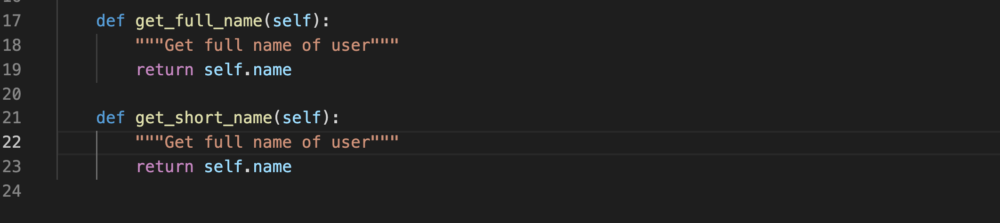 17 def get_full_name(self):
18 """Get full name of user"""
19 return self.name
20
21 def get_short_name(self):
22 """Get full name of user"""
23 return self.name
24